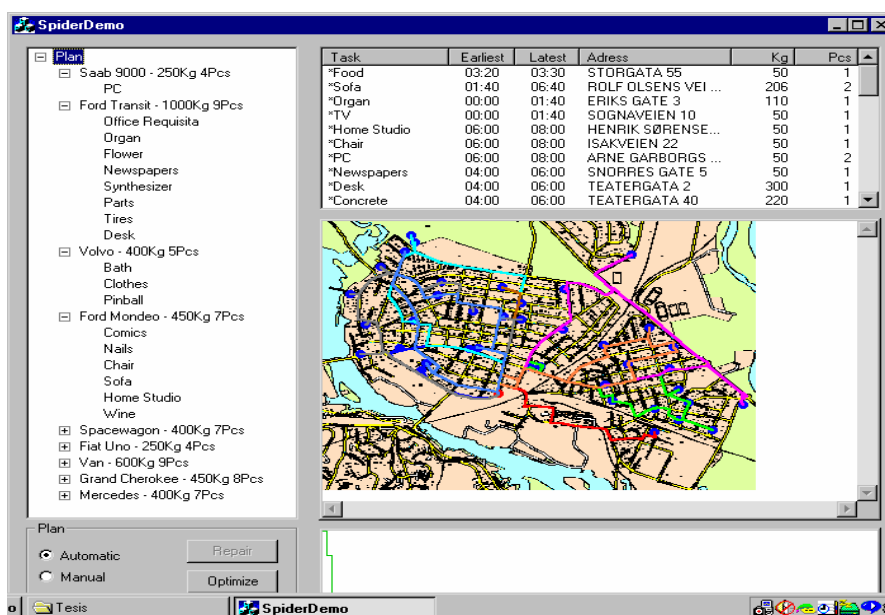 SpiderDemo
Plan
Saab 9000 - 250Kg 4Pcs
PC
Ford Transit - 1000Kg 9Pcs
Office Requisita
Organ
Flower
Newspapers
Synthesizer
Parts
Tires
Desk
Volvo - 400Kg 5Pcs
Bath
Clothes
Pinball
Ford Mondeo - 450Kg 7Pcs
Comics
Nails
Chair
Sofa
Home Studio
Wine
Spacewagon - 400Kg 7Pcs
Fiat Uno - 250Kg 4Pcs
Van - 600Kg 9Pcs
Grand Cherokee - 450Kg 8Pcs
Mercedes - 400Kg 7Pcs
Task Earliest Latest Adress Kg Pcs
*Food 03:20 03:30 STORGATA 55 50 1
*Sofa 01:40 06:40 ROLF OLSENS VEI ... 206 2
*Organ 00:00 01:40 ERIKS GATE 3 110 1
*TV 00:00 01:40 SOGNAVEIEN 10 50 1
*Home Studio 06:00 08:00 HENRIK SØRENSE... 50 1
*Chair 06:00 08:00 ISAKVEIEN 22 50 1
*PC 06:00 08:00 ARNE GARBORGS ... 50 2
*Newspapers 04:00 06:00 SNORRES GATE 5 50 1
*Desk 04:00 06:00 TEATERGATA 2 300 1
*Concrete 04:00 06:00 TEATERGATA 40 220 1
Plan
Automatic
Repair
Manual
Optimize
o Tesis SpiderDemo